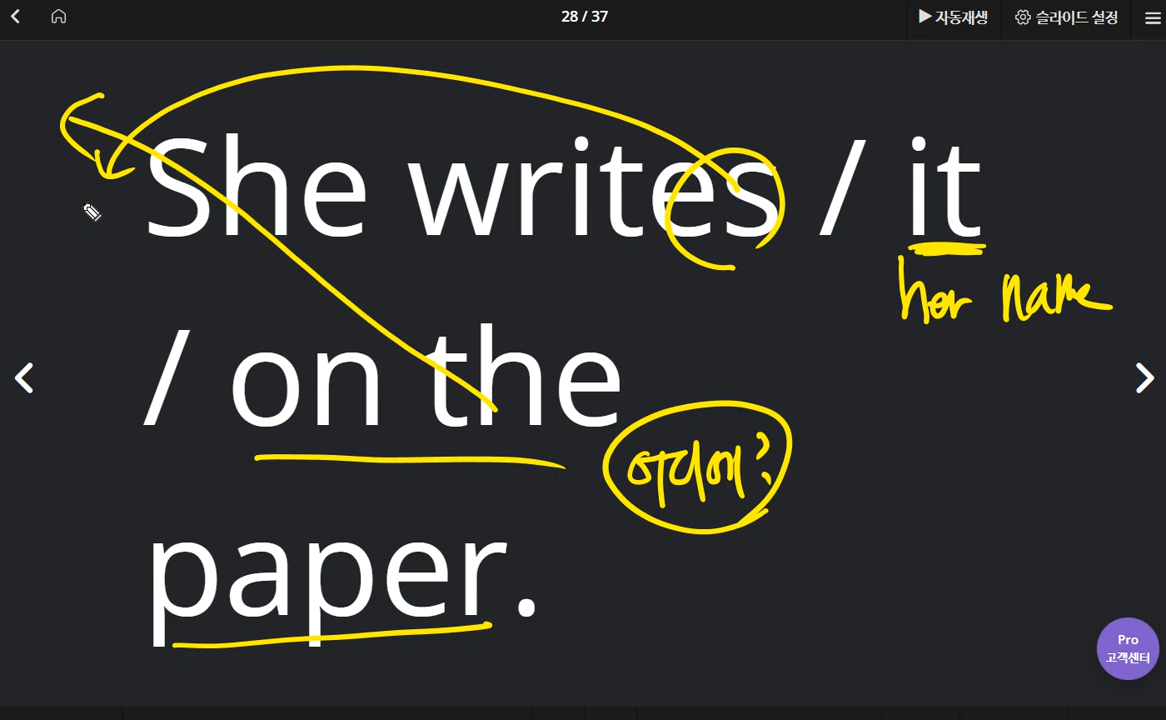 28 / 37
자동재생
슬라이드 설정
She writes / it
her name
/ on the
어디에?
paper.
Pro
고객센터